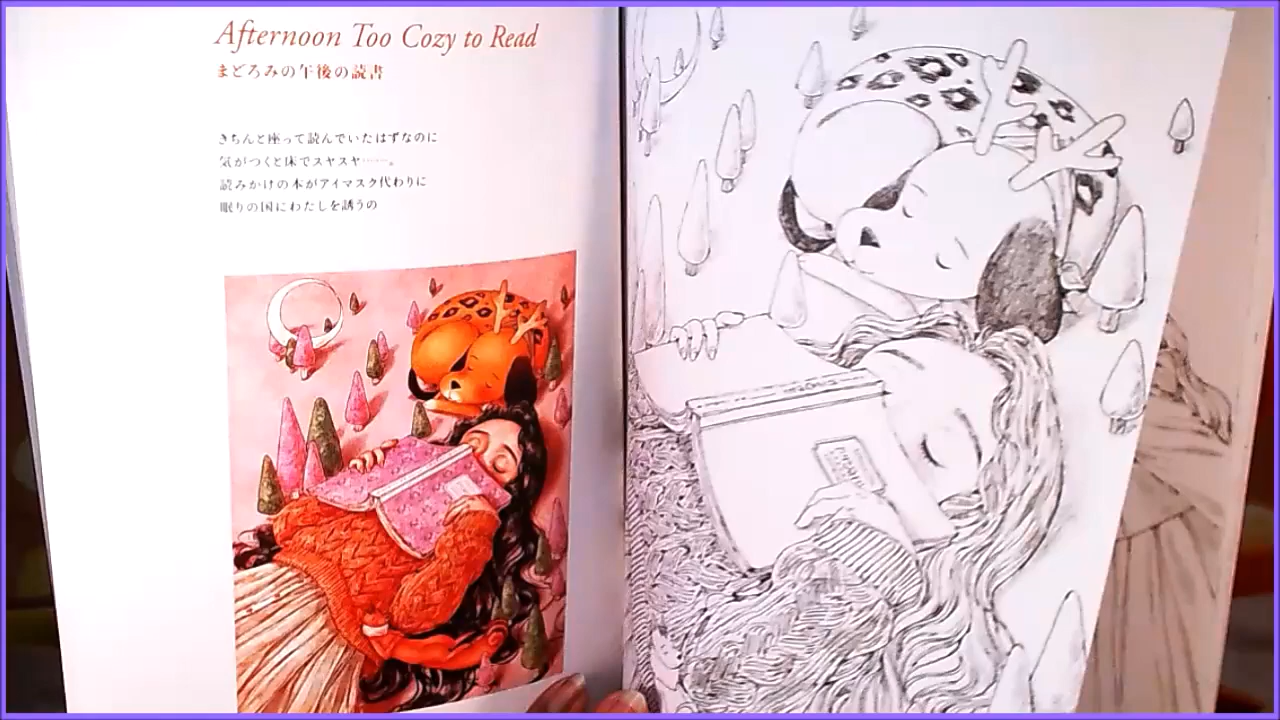 Afternoon Too Cozy to Read
まどろみの午後の読書
きちんと座って読んでいたはずなのに
気がつくと床でスヤスヤ……。
読みかけの本がアイマスク代わりに
眠りの国にわたしを誘うの